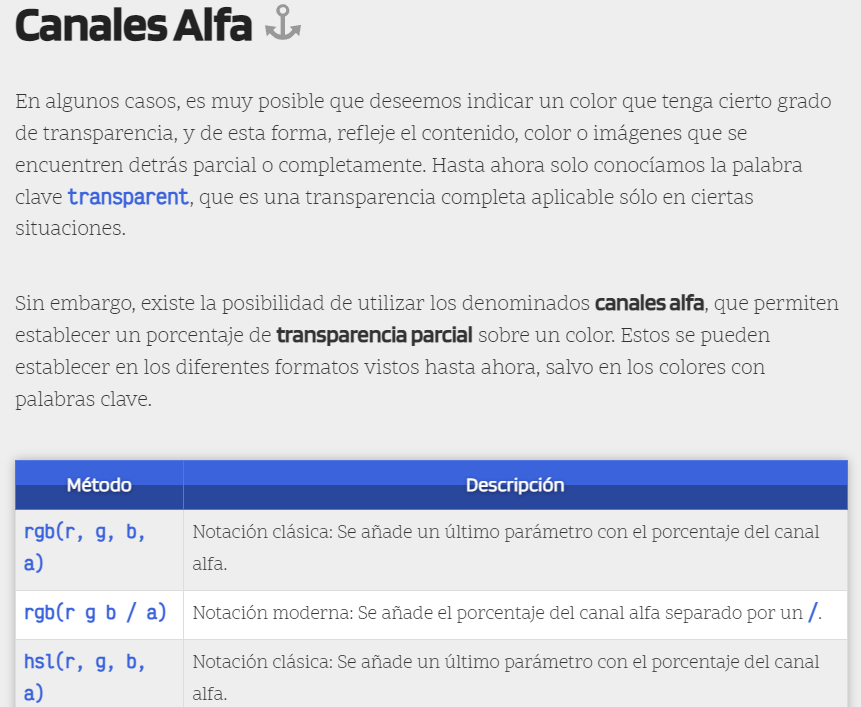 Canales Alfa
En algunos casos, es muy posible que deseemos indicar un color que tenga cierto grado
de transparencia, y de esta forma, refleje el contenido, color o imágenes que se
encuentren detrás parcial o completamente. Hasta ahora solo conocíamos la palabra
clave transparent, que es una transparencia completa aplicable sólo en ciertas
situaciones.
Sin embargo, existe la posibilidad de utilizar los denominados canales alfa, que permiten
establecer un porcentaje de transparencia parcial sobre un color. Estos se pueden
establecer en los diferentes formatos vistos hasta ahora, salvo en los colores con
palabras clave.
Método Descripción
rgb(r, g, b, Notación clásica: Se añade un último parámetro con el porcentaje del canal
a) alfa.
rgb(r g b / a) Notación moderna: Se añade el porcentaje del canal alfa separado por un /.
hsl(r, g, b, Notación clásica: Se añade un último parámetro con el porcentaje del canal
a) alfa.